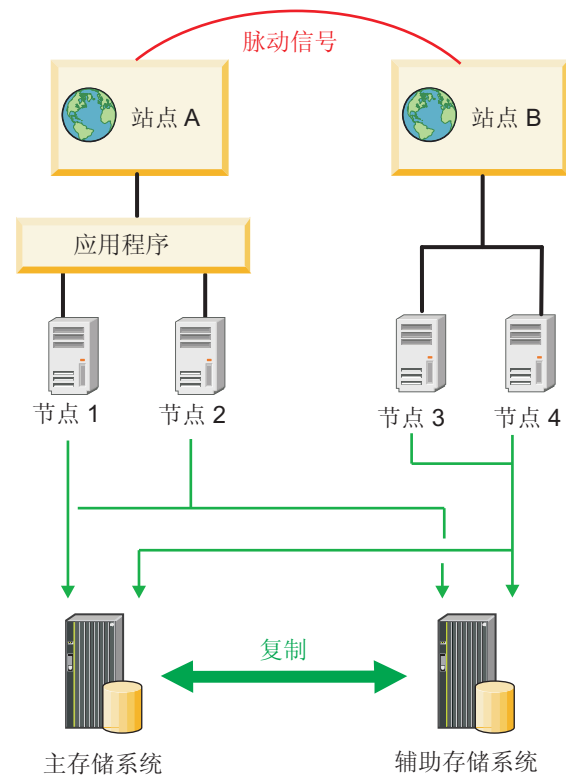 脉动信号
站点 A
站点 B
应用程序
节点 1
节点 2
节点 3
节点 4
复制
主存储系统
辅助存储系统